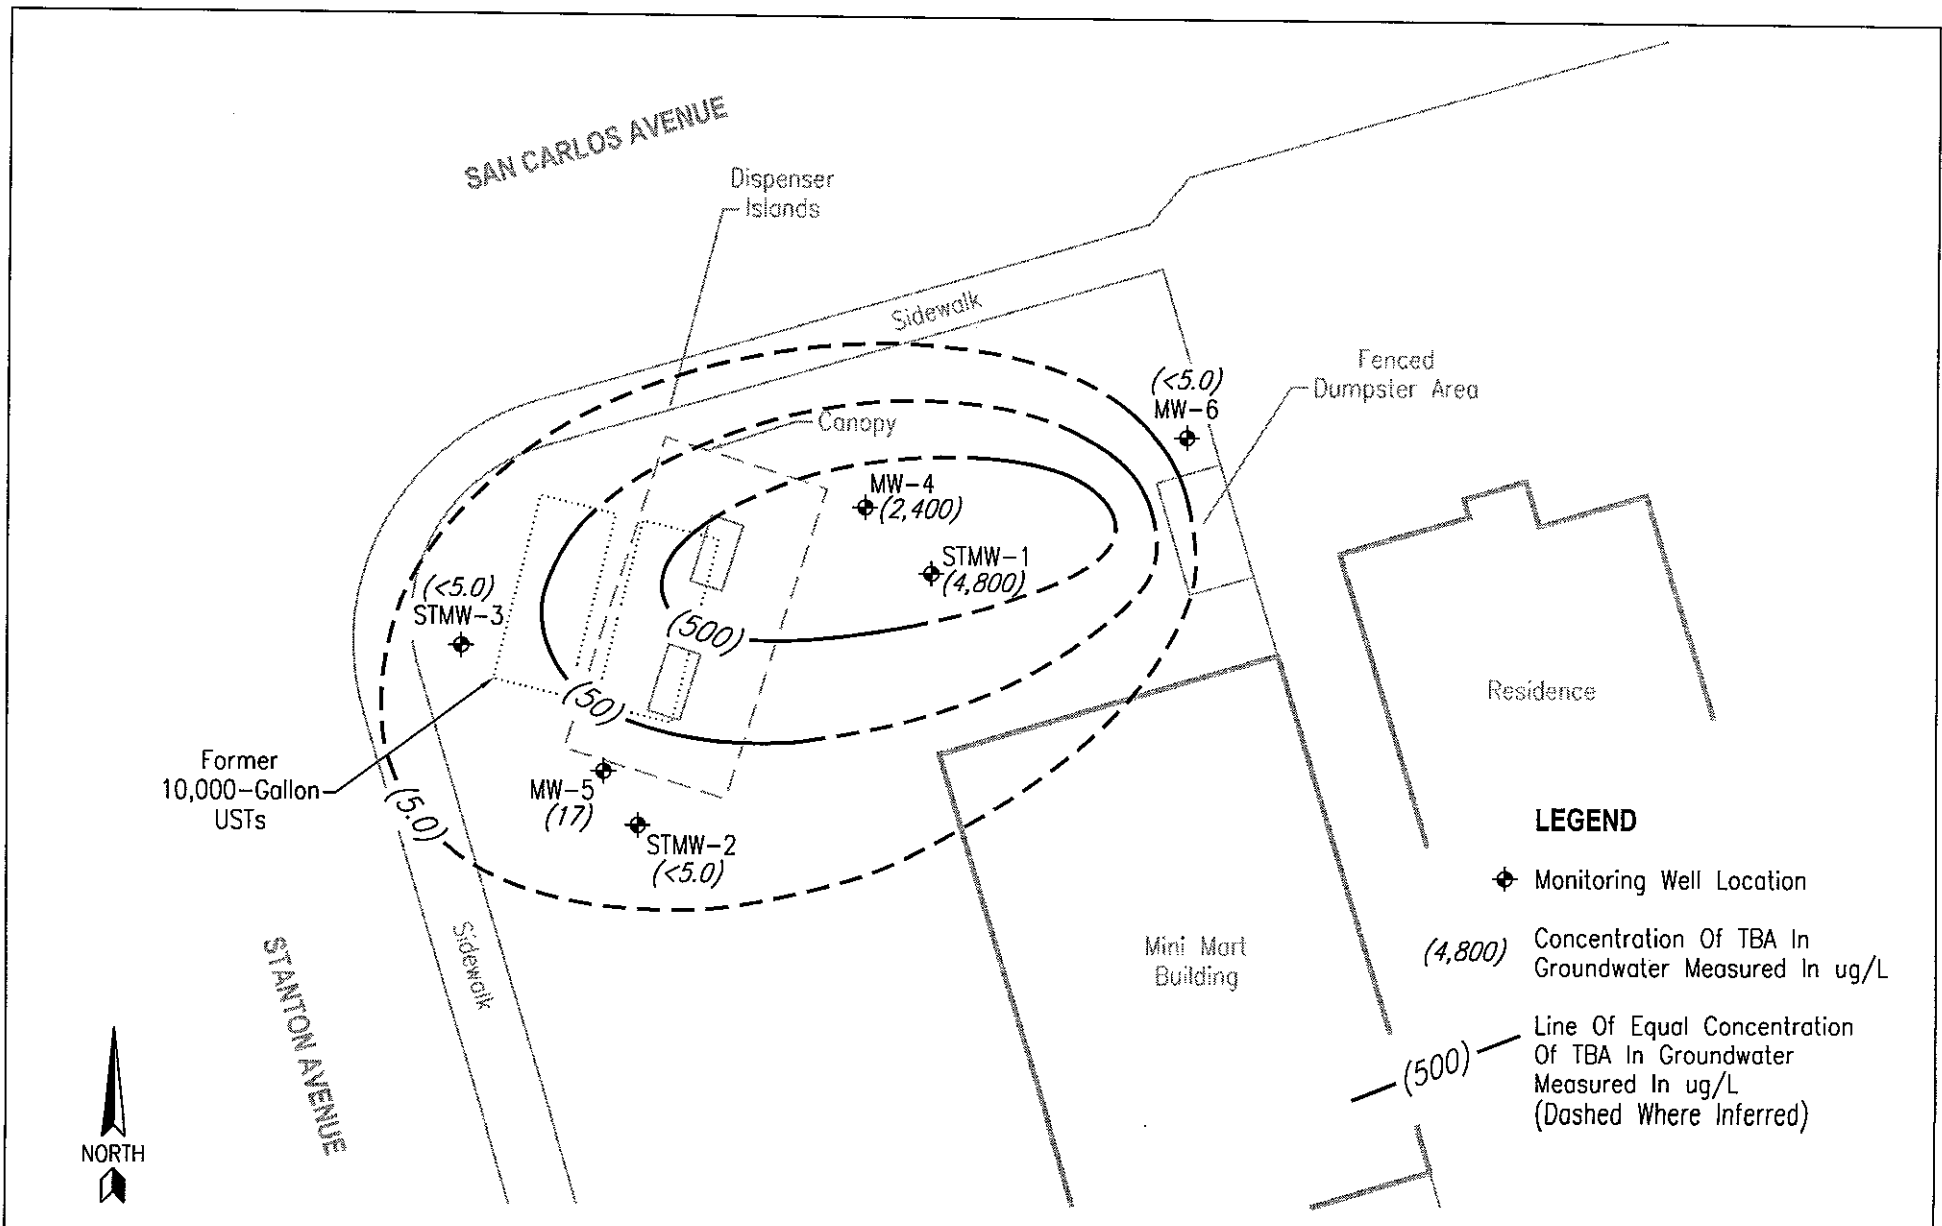 SAN CARLOS AVENUE
Dispenser
Islands
Sidewalk
Fenced
Dumpster Area
(<5.0)
MW-6
Canopy
MW-4
(2,400)
STMW-1
(4,800)
(<5.0)
STMW-3
(500)
(50)
Residence
Former
10,000-Gallon
USTs
(5.0)
MW-5
(17)
STMW-2
(<5.0)
Sidewalk
STANTON AVENUE
Mini Mart
Building
NORTH
LEGEND
Monitoring Well Location
(4,800) Concentration Of TBA In
Groundwater Measured In ug/L
(500)
Line Of Equal Concentration
Of TBA In Groundwater
Measured In ug/L
(Dashed Where Inferred)